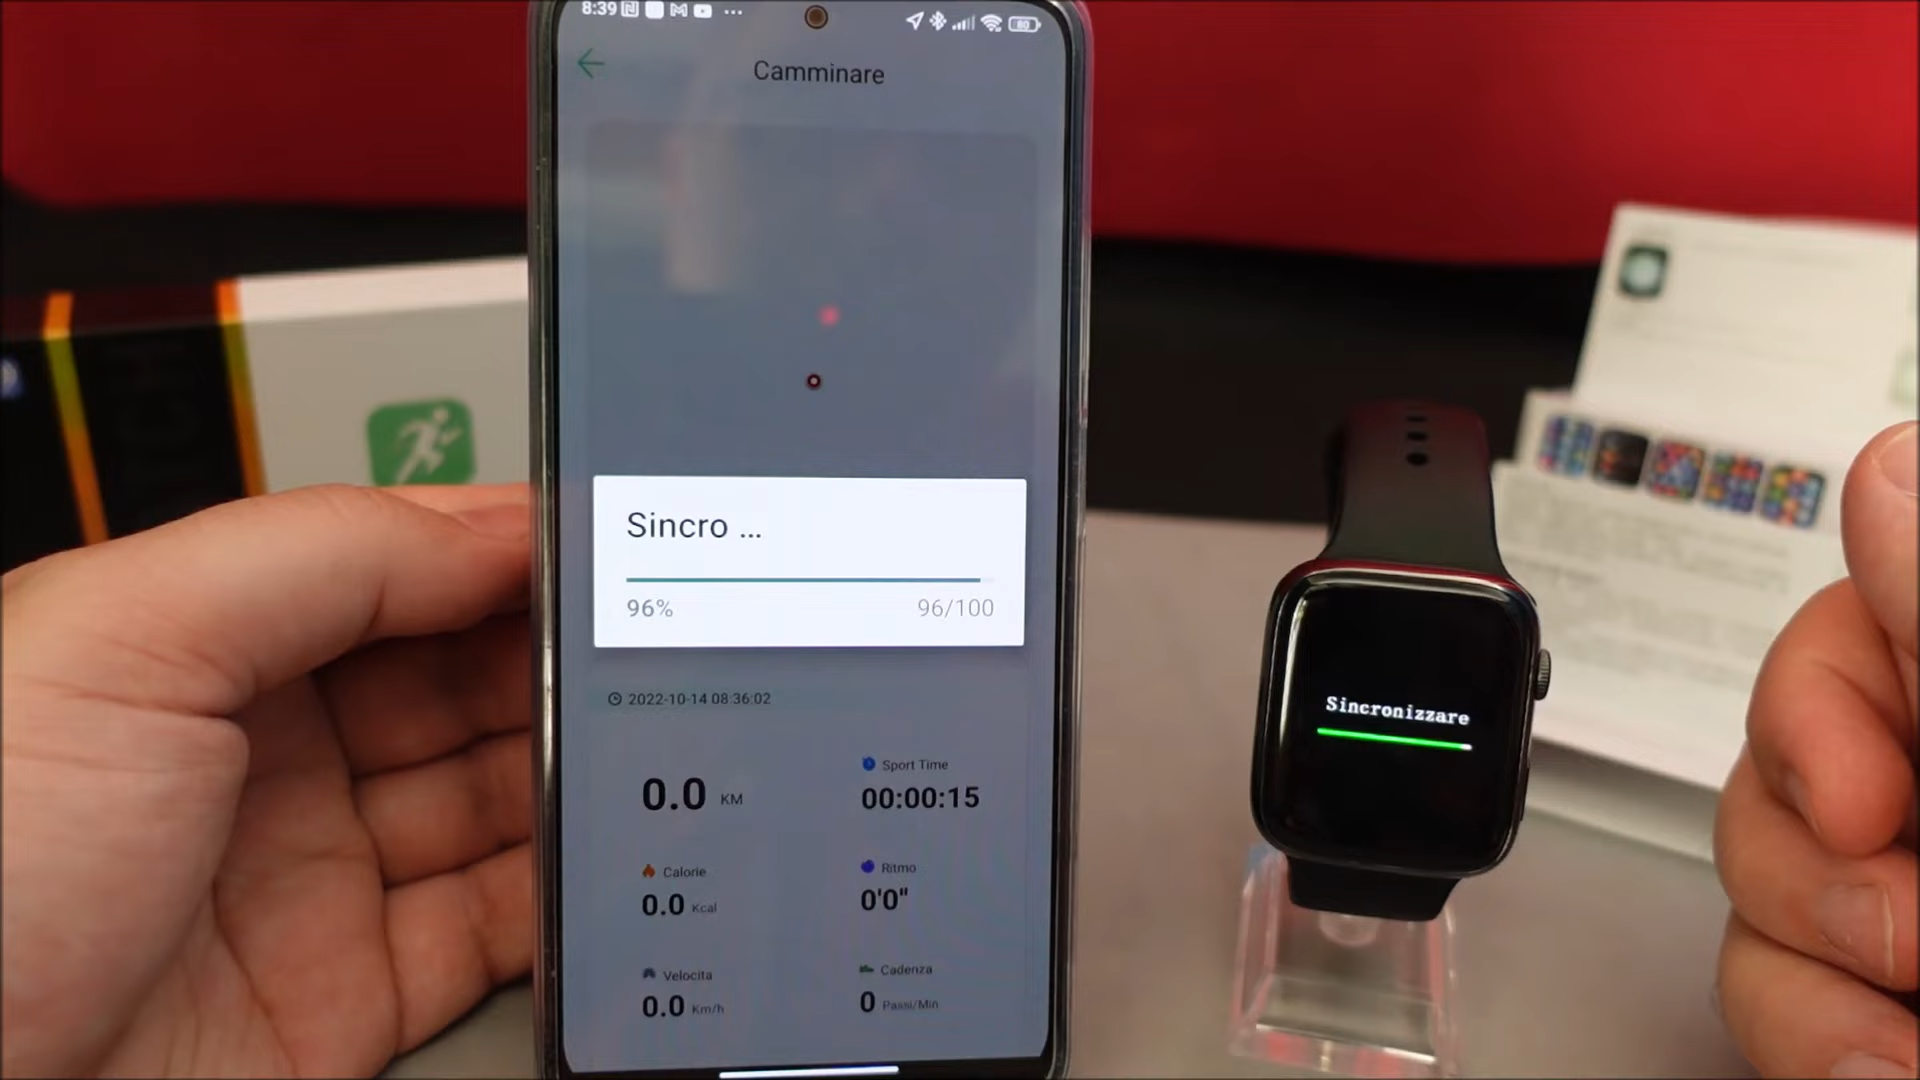 8:39
80
Camminare
Sincro ...
96% 96/100
2022-10-14 08:36:02
0.0 KM
Sport Time
00:00:15
Calorie
0.0 Kcal
Ritmo
0'0"
Velocita
0.0 Km/h
Cadenza
0 Passi/Min
Sincronizzare